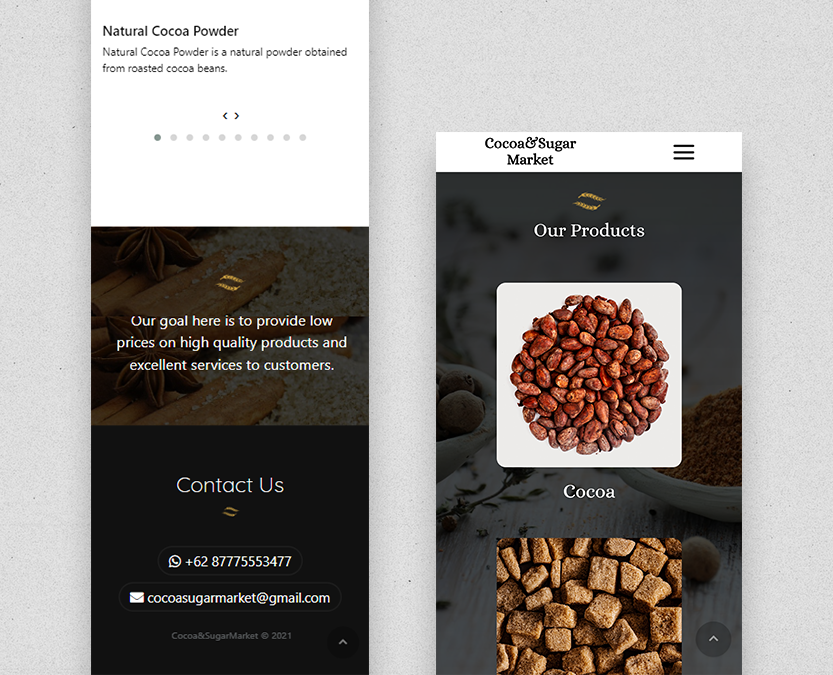 Natural Cocoa Powder
Natural Cocoa Powder is a natural powder obtained
from roasted cocoa beans.
Our goal here is to provide low
prices on high quality products and
excellent services to customers.
Contact Us
+62 87775553477
cocoasugarmarket@gmail.com
Cocoa&SugarMarket © 2021
Cocoa&Sugar
Market
Our Products
Cocoa